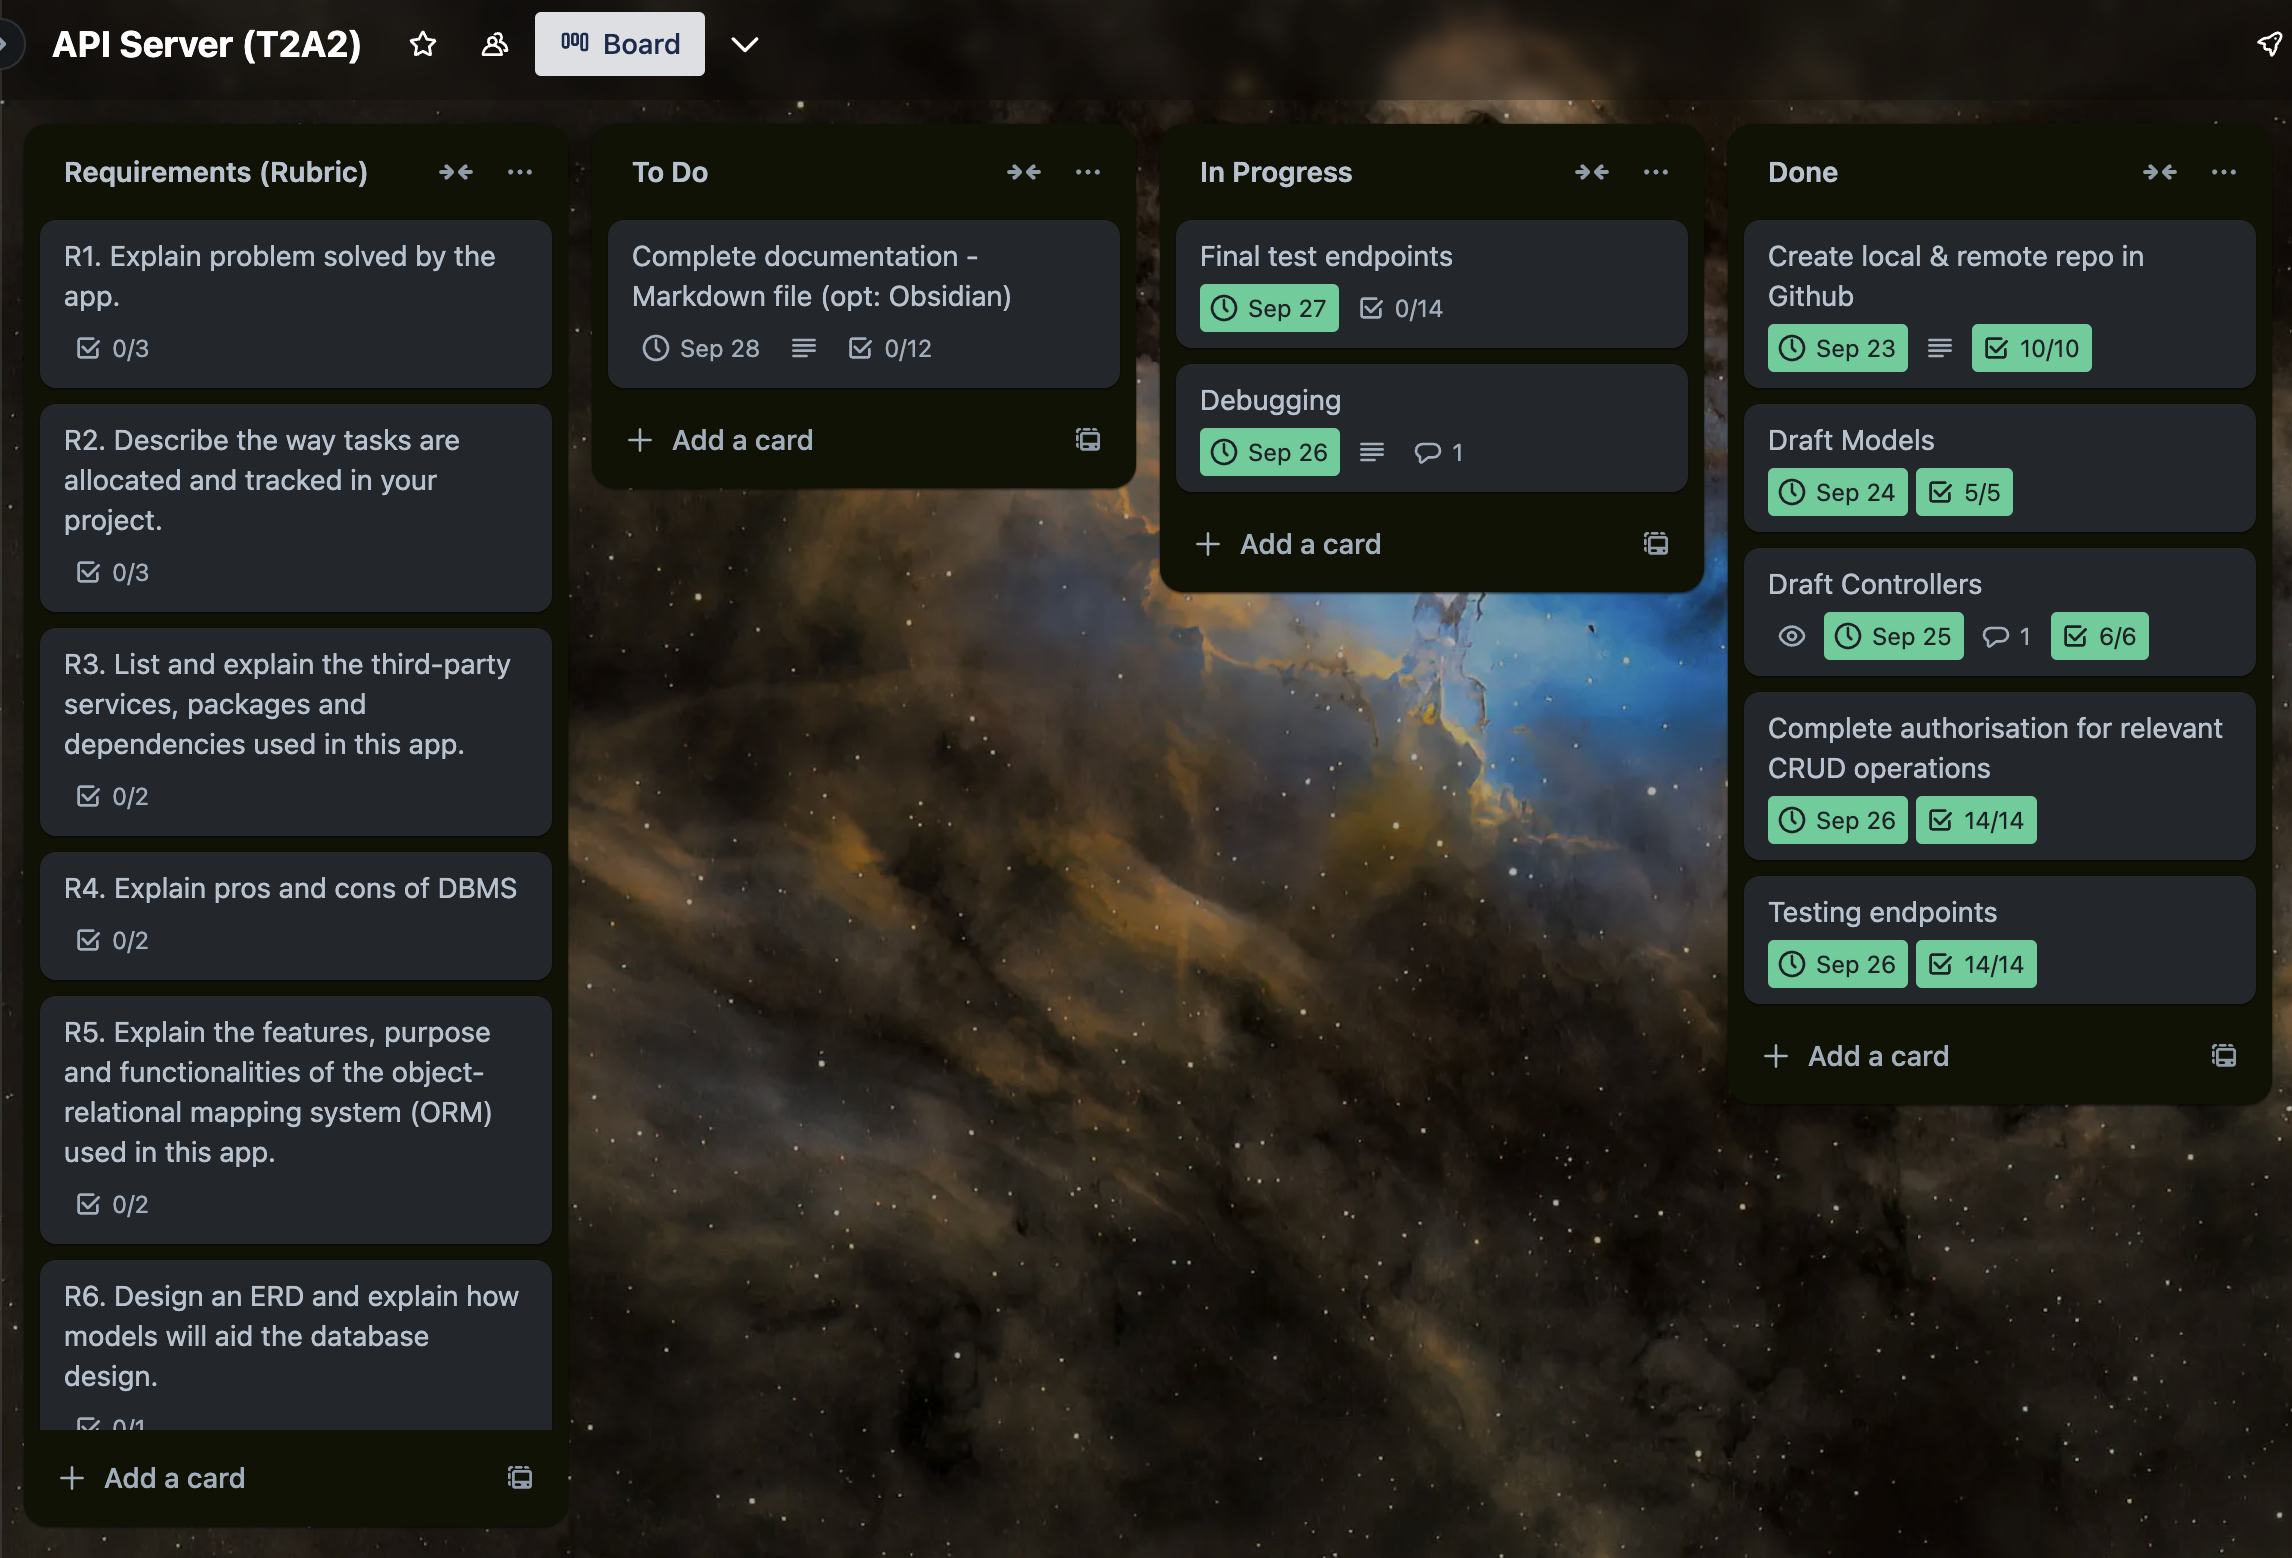 API Server (T2A2)
Board
Requirements (Rubric)
R1. Explain problem solved by the
app.
0/3
R2. Describe the way tasks are
allocated and tracked in your
project.
0/3
R3. List and explain the third-party
services, packages and
dependencies used in this app.
0/2
R4. Explain pros and cons of DBMS
0/2
R5. Explain the features, purpose
and functionalities of the object-
relational mapping system (ORM)
used in this app.
0/2
R6. Design an ERD and explain how
models will aid the database
design.
0/1
Add a card
To Do
Complete documentation -
Markdown file (opt: Obsidian)
Sep 28 0/12
Add a card
In Progress
Final test endpoints
Sep 27 0/14
Debugging
Sep 26 1
Add a card
Done
Create local & remote repo in
Github
Sep 23 10/10
Draft Models
Sep 24 5/5
Draft Controllers
Sep 25 1 6/6
Complete authorisation for relevant
CRUD operations
Sep 26 14/14
Testing endpoints
Sep 26 14/14
Add a card